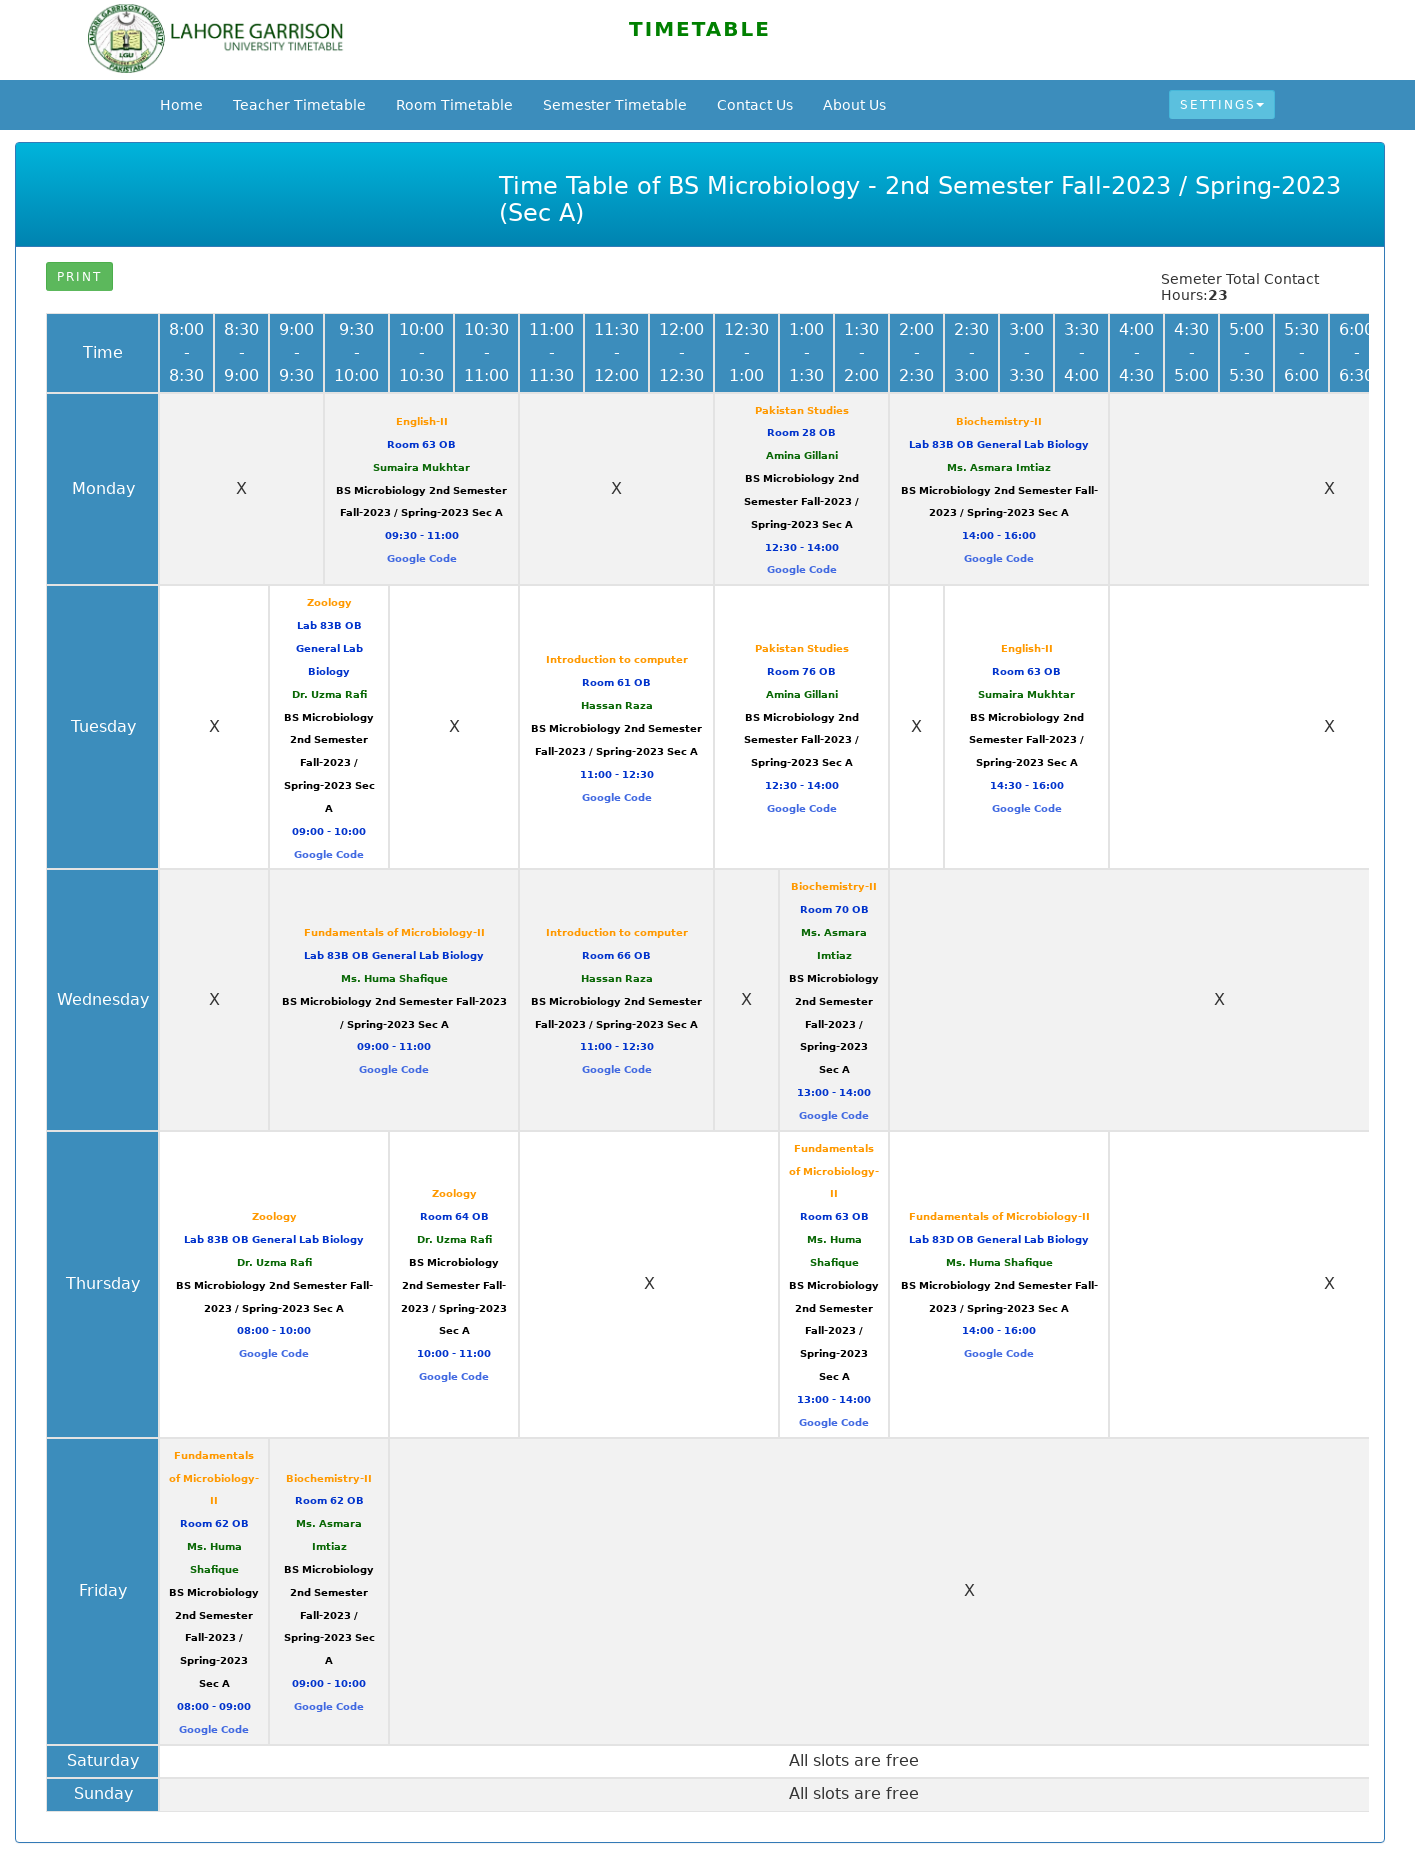 LAHORE GARRISON
UNIVERSITY TIMETABLE
LAHORE GARRISON UNIVERSITY
LGU
PAKISTAN
TIMETABLE
Home
Teacher Timetable
Room Timetable
Semester Timetable
Contact Us
About Us
SETTINGS
Time Table of BS Microbiology - 2nd Semester Fall-2023 / Spring-2023
(Sec A)
PRINT
Semeter Total Contact
Hours:23
Time
8:00
-
8:30
8:30
-
9:00
9:00
-
9:30
9:30
-
10:00
10:00
-
10:30
10:30
-
11:00
11:00
-
11:30
11:30
-
12:00
12:00
-
12:30
12:30
-
1:00
1:00
-
1:30
1:30
-
2:00
2:00
-
2:30
2:30
-
3:00
3:00
-
3:30
3:30
-
4:00
4:00
-
4:30
4:30
-
5:00
5:00
-
5:30
5:30
-
6:00
6:00
-
6:30
Monday
X
English-II
Room 63 OB
Sumaira Mukhtar
BS Microbiology 2nd Semester
Fall-2023 / Spring-2023 Sec A
09:30 - 11:00
Google Code
X
Pakistan Studies
Room 28 OB
Amina Gillani
BS Microbiology 2nd
Semester Fall-2023 /
Spring-2023 Sec A
12:30 - 14:00
Google Code
Biochemistry-II
Lab 83B OB General Lab Biology
Ms. Asmara Imtiaz
BS Microbiology 2nd Semester Fall-
2023 / Spring-2023 Sec A
14:00 - 16:00
Google Code
X
Tuesday
X
Zoology
Lab 83B OB
General Lab
Biology
Dr. Uzma Rafi
BS Microbiology
2nd Semester
Fall-2023 /
Spring-2023 Sec
A
09:00 - 10:00
Google Code
X
Introduction to computer
Room 61 OB
Hassan Raza
BS Microbiology 2nd Semester
Fall-2023 / Spring-2023 Sec A
11:00 - 12:30
Google Code
Pakistan Studies
Room 76 OB
Amina Gillani
BS Microbiology 2nd
Semester Fall-2023 /
Spring-2023 Sec A
12:30 - 14:00
Google Code
X
English-II
Room 63 OB
Sumaira Mukhtar
BS Microbiology 2nd
Semester Fall-2023 /
Spring-2023 Sec A
14:30 - 16:00
Google Code
X
Wednesday
X
Fundamentals of Microbiology-II
Lab 83B OB General Lab Biology
Ms. Huma Shafique
BS Microbiology 2nd Semester Fall-2023
/ Spring-2023 Sec A
09:00 - 11:00
Google Code
Introduction to computer
Room 66 OB
Hassan Raza
BS Microbiology 2nd Semester
Fall-2023 / Spring-2023 Sec A
11:00 - 12:30
Google Code
X
Biochemistry-II
Room 70 OB
Ms. Asmara
Imtiaz
BS Microbiology
2nd Semester
Fall-2023 /
Spring-2023
Sec A
13:00 - 14:00
Google Code
X
Thursday
Zoology
Lab 83B OB General Lab Biology
Dr. Uzma Rafi
BS Microbiology 2nd Semester Fall-
2023 / Spring-2023 Sec A
08:00 - 10:00
Google Code
Zoology
Room 64 OB
Dr. Uzma Rafi
BS Microbiology
2nd Semester Fall-
2023 / Spring-2023
Sec A
10:00 - 11:00
Google Code
X
Fundamentals
of Microbiology-
II
Room 63 OB
Ms. Huma
Shafique
BS Microbiology
2nd Semester
Fall-2023 /
Spring-2023
Sec A
13:00 - 14:00
Google Code
Fundamentals of Microbiology-II
Lab 83D OB General Lab Biology
Ms. Huma Shafique
BS Microbiology 2nd Semester Fall-
2023 / Spring-2023 Sec A
14:00 - 16:00
Google Code
X
Friday
Fundamentals
of Microbiology-
II
Room 62 OB
Ms. Huma
Shafique
BS Microbiology
2nd Semester
Fall-2023 /
Spring-2023
Sec A
08:00 - 09:00
Google Code
Biochemistry-II
Room 62 OB
Ms. Asmara
Imtiaz
BS Microbiology
2nd Semester
Fall-2023 /
Spring-2023 Sec
A
09:00 - 10:00
Google Code
X
Saturday
All slots are free
Sunday
All slots are free